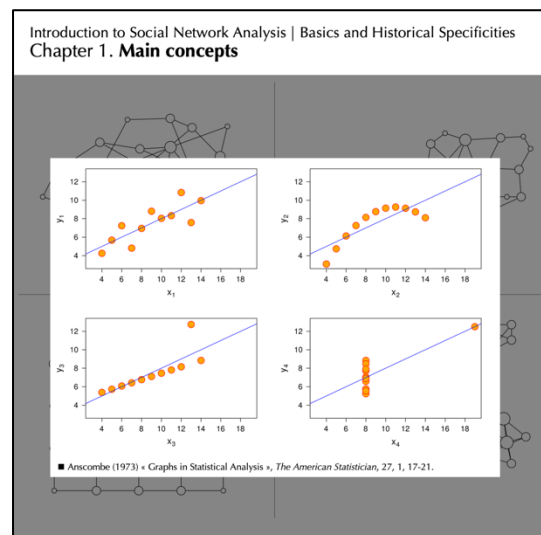 Introduction to Social Network Analysis | Basics and Historical Specificities
Chapter 1. Main concepts
12
10
8
6
4
y1
4 6 8 10 12 14 16 18
x1
12
10
8
6
4
y2
4 6 8 10 12 14 16 18
x2
12
10
8
6
4
y3
4 6 8 10 12 14 16 18
x3
12
10
8
6
4
y4
4 6 8 10 12 14 16 18
x4
■ Anscombe (1973) « Graphs in Statistical Analysis », The American Statistician, 27, 1, 17-21.